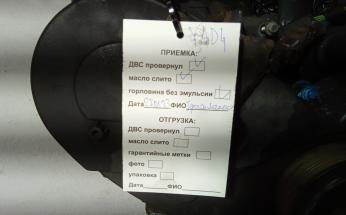 ПРИЕМКА:
ДВС провернул
масло слито
горловина без эмульсии
Дата ФИО
ОТГРУЗКА:
ДВС провернул
масло слито
гарантийные метки
фото
упаковка
Дата ФИО